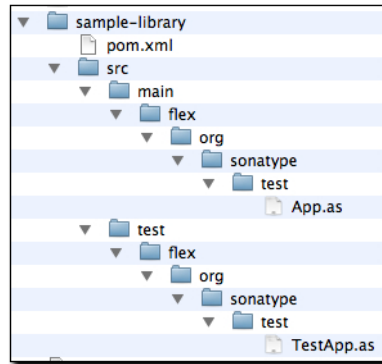 sample-library
pom.xml
src
main
flex
org
sonatype
test
App.as
test
flex
org
sonatype
test
TestApp.as